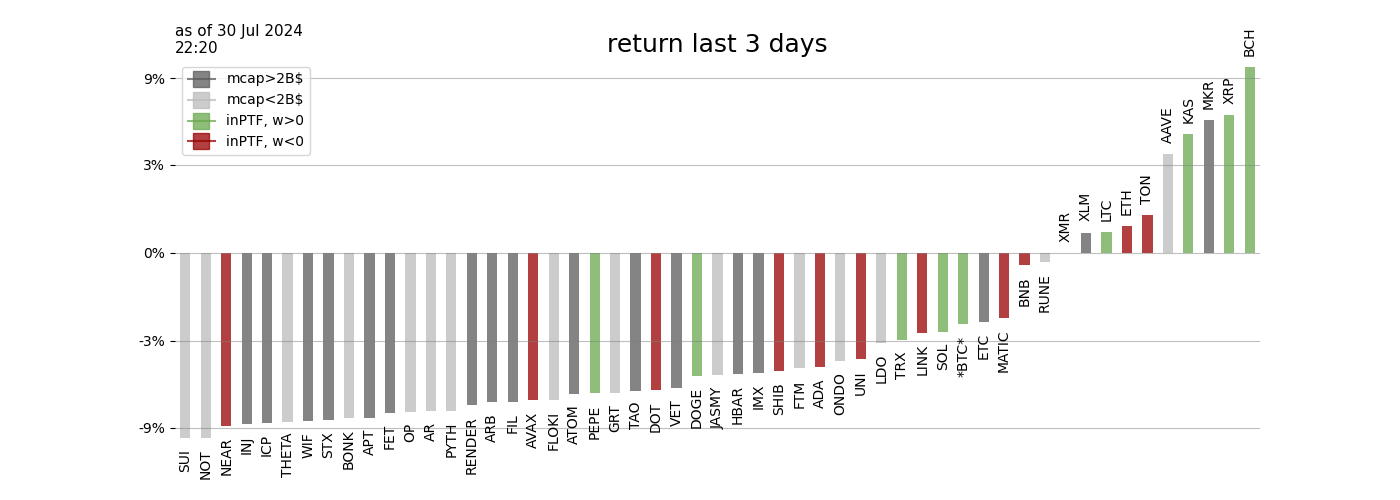 as of 30 Jul 2024
22:20
return last 3 days
mcap>2B$
mcap<2B$
inPTF, w>0
inPTF, w<0
9%
3%
0%
-3%
-9%
SUI
NOT
NEAR
INJ
ICP
THETA
WIF
STX
BONK
APT
FET
OP
AR
PYTH
RENDER
ARB
FIL
AVAX
FLOKI
ATOM
PEPE
GRT
TAO
DOT
VET
DOGE
JASMY
HBAR
IMX
SHIB
FTM
ADA
ONDO
UNI
LDO
TRX
LINK
SOL
*BTC*
ETC
MATIC
BNB
RUNE
XMR
XLM
LTC
ETH
TON
AAVE
KAS
MKR
XRP
BCH